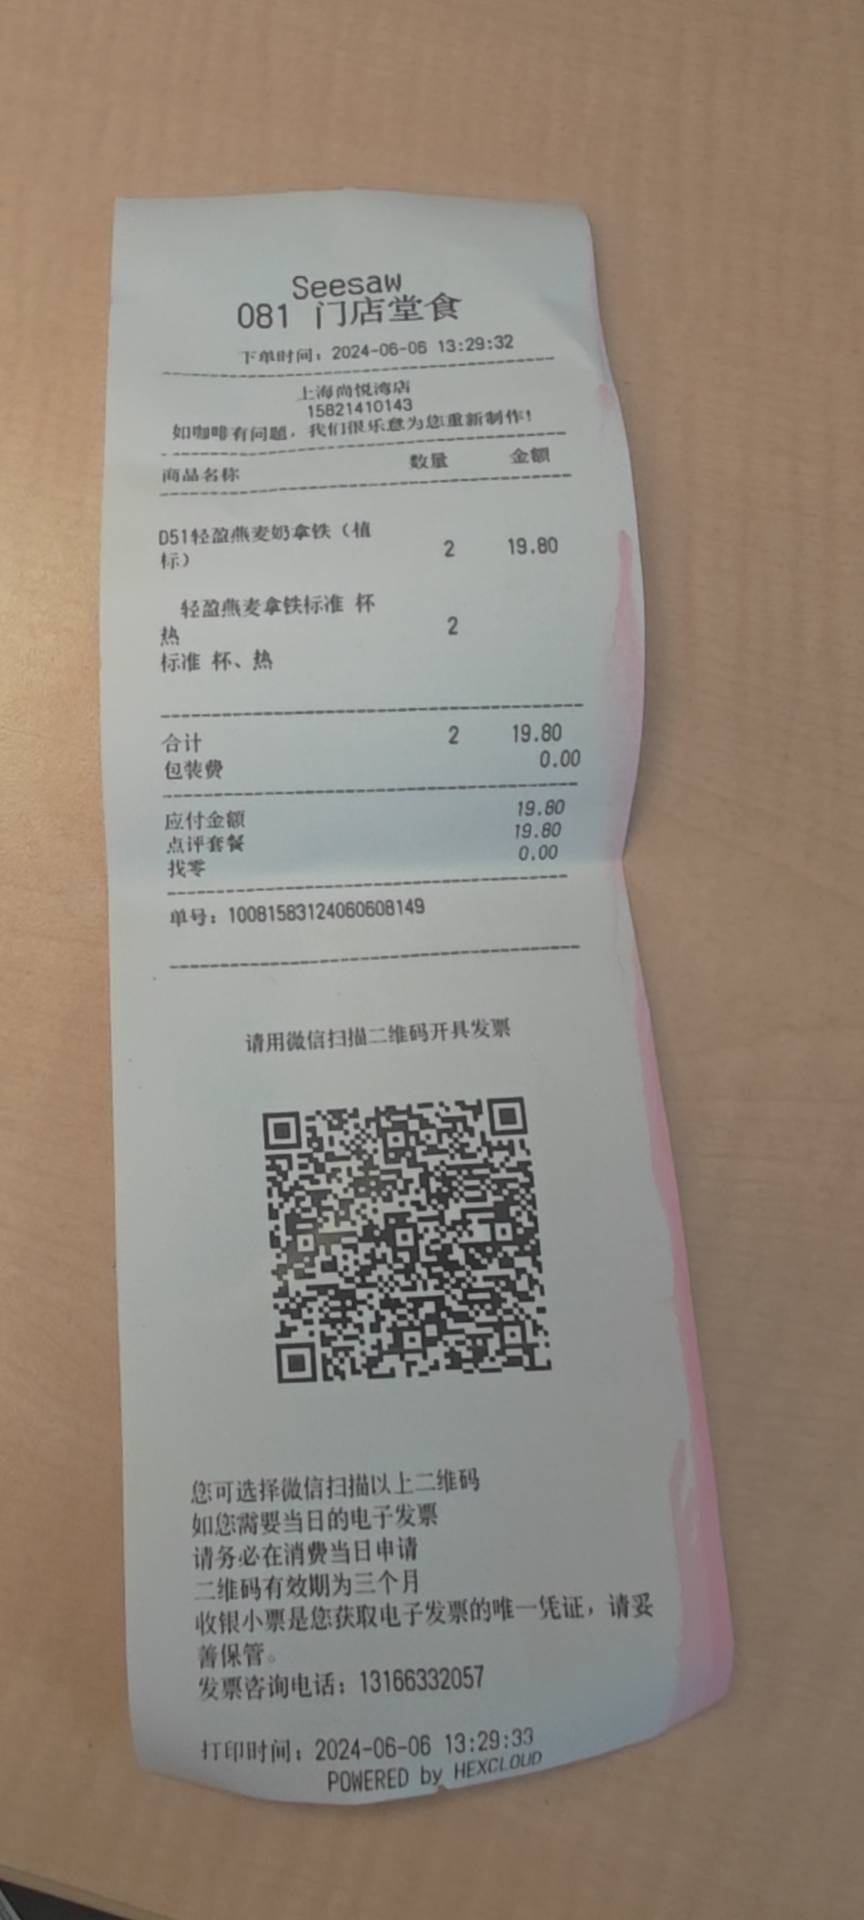 Seesaw
081 门店堂食
下单时间：2024-06-06 13:29:32
上海尚悦湾店
15821410143
如咖啡有问题，我们很乐意为您重新制作！
商品名称 数量 金额
D51轻盈燕麦奶拿铁（植 2 19.80
标）
轻盈燕麦拿铁标准 杯 2
热
标准 杯、热
合计 2 19.80
包装费 0.00
应付金额 19.80
点评套餐 19.80
找零 0.00
单号：10081583124060608149
请用微信扫描二维码开具发票
您可选择微信扫描以上二维码
如您需要当日的电子发票
请务必在消费当日申请
二维码有效期为三个月
收银小票是您获取电子发票的唯一凭证，请妥
善保管。
发票咨询电话：13166332057
打印时间：2024-06-06 13:29:33
POWERED by HEXCLOUD